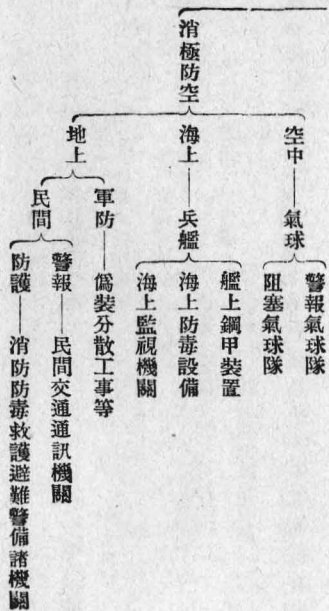 消極防空
空中
氣球
警報氣球隊
阻塞氣球隊
海上
兵艦
艦上鋼甲裝置
海上防毒設備
海上監視機關
地上
軍防
偽裝分散工事等
民間
警報
民間交通通訊機關
防護
消防防毒救護避難警備諸機關